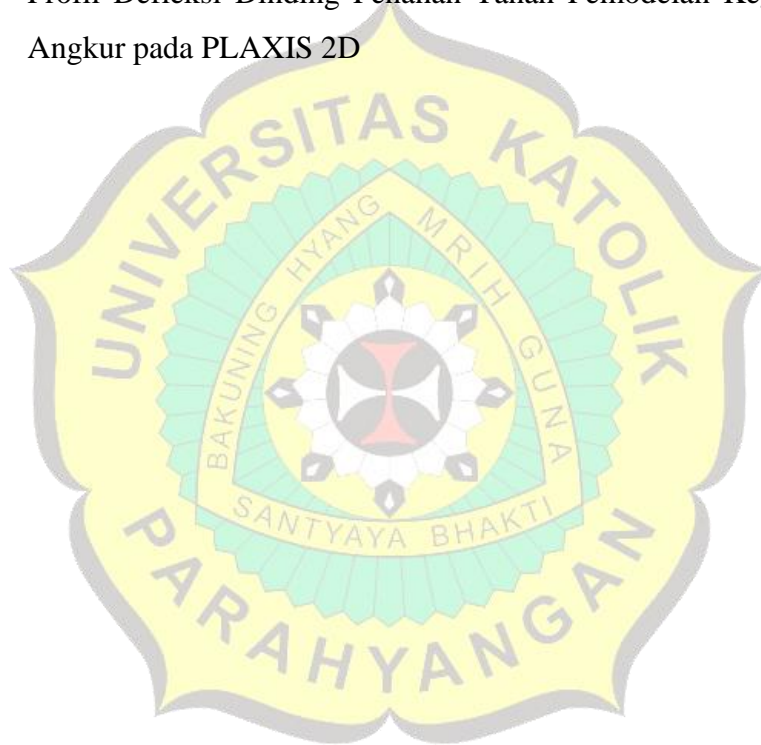 Profil Defleksi Dinding Penahan Tanah Pemodelan
Angkur pada PLAXIS 2D
UNIVERSITAS KATOLIK
BAKUNING HYANG MRIH GUNA
SANTYAYA BHAKTI
PARAHYANGAN